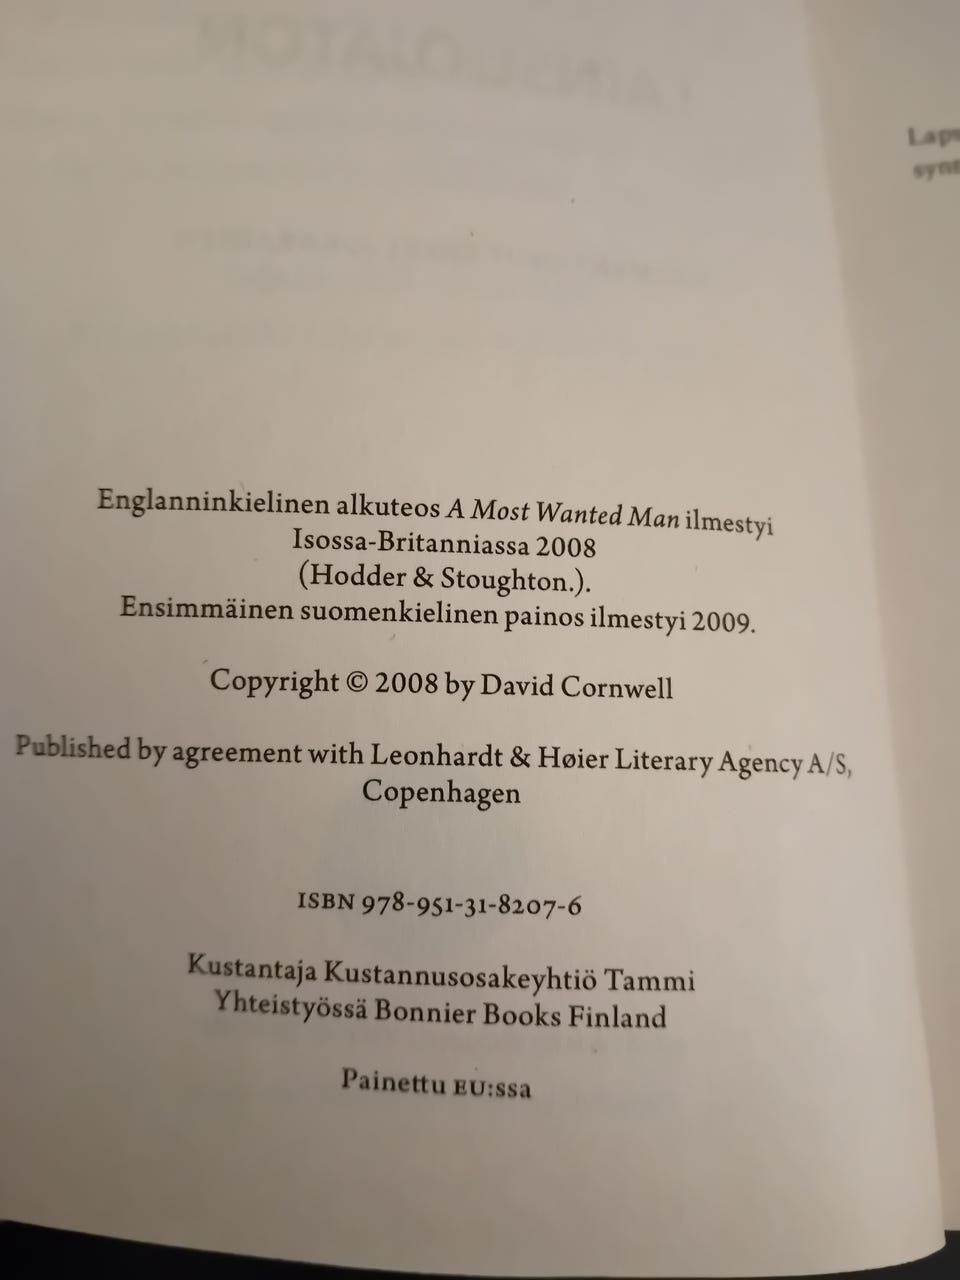 Englanninkielinen alkuteos A Most Wanted Man ilmestyi
Isossa-Britanniassa 2008
(Hodder & Stoughton.).
Ensimmäinen suomenkielinen painos ilmestyi 2009.
Copyright © 2008 by David Cornwell
Published by agreement with Leonhardt & Høier Literary Agency A/S,
Copenhagen
ISBN 978-951-31-8207-6
Kustantaja Kustannusosakeyhtiö Tammi
Yhteistyössä Bonnier Books Finland
Painettu EU:ssa